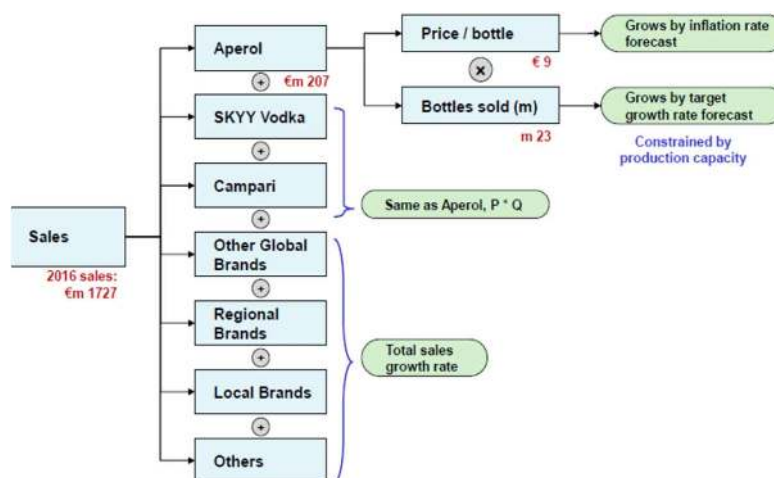 Aperol
€m 207
Price / bottle
€ 9
Grows by inflation rate
forecast
+
×
SKYY Vodka
Bottles sold (m)
m 23
Grows by target
growth rate forecast
Constrained by
production capacity
+
Campari
Same as Aperol, P * Q
+
Sales
2016 sales:
€m 1727
Other Global
Brands
+
Regional
Brands
Total sales
growth rate
+
Local Brands
+
Others